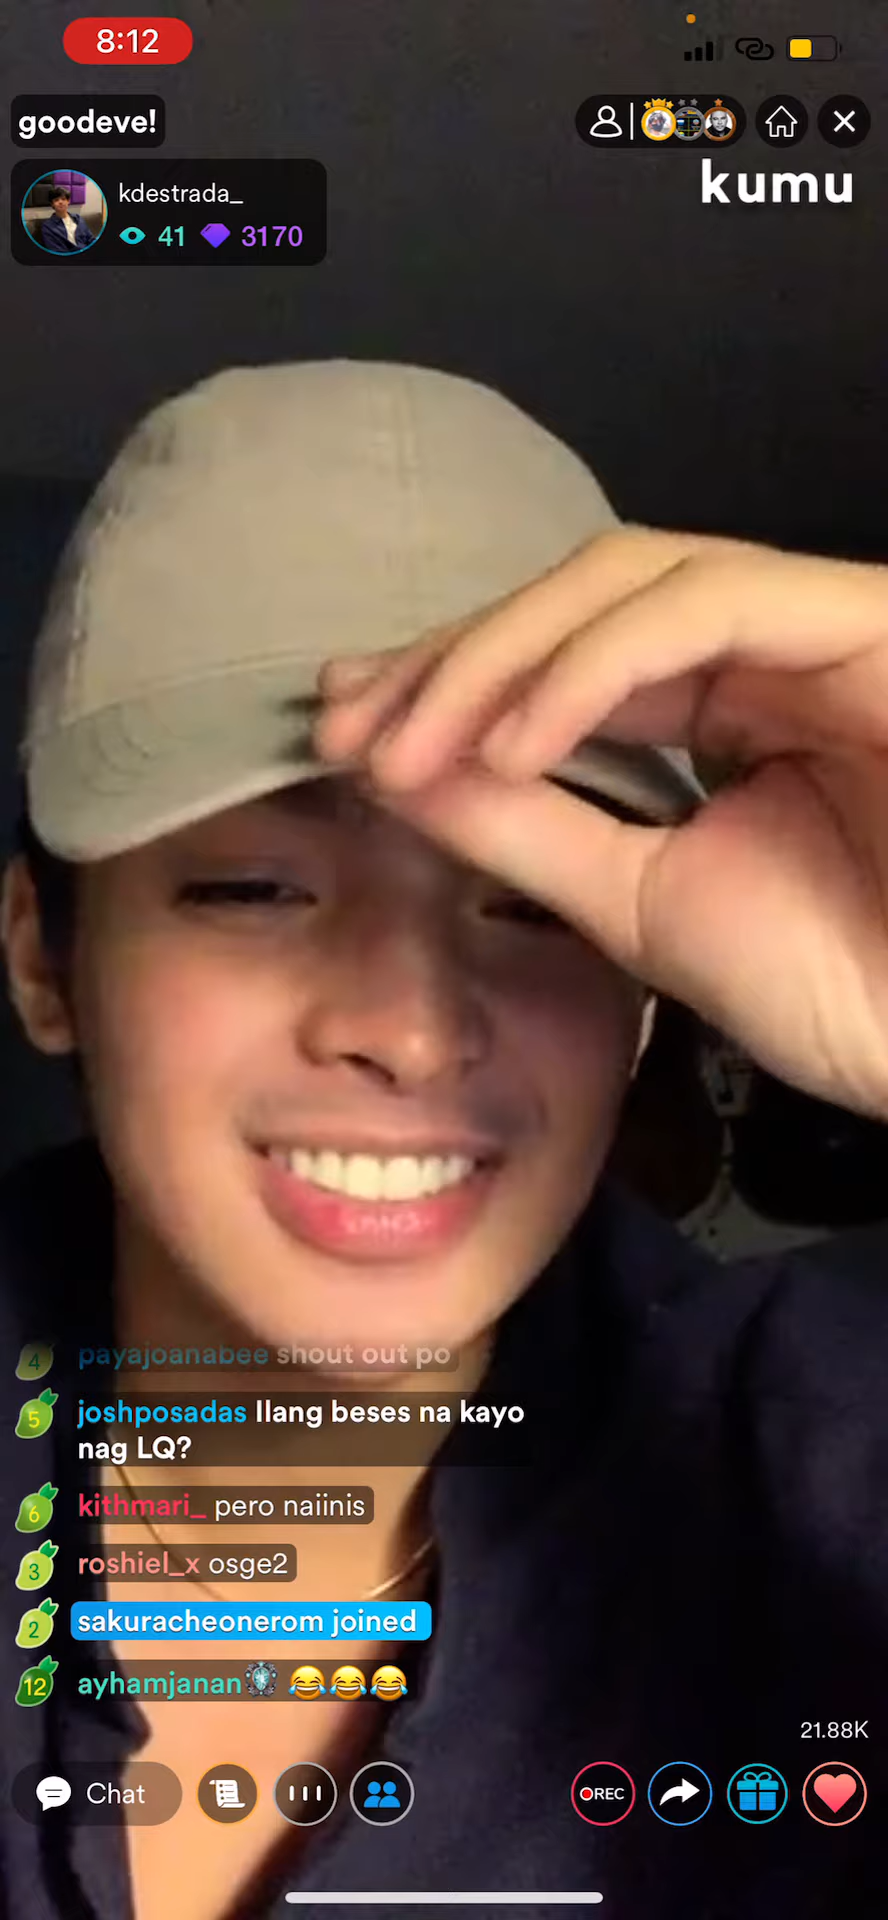 8:12
goodeve!
kumu
kdestrada_
41 3170
4 payajoanabee shout out po
5 joshposadas Ilang beses na kayo
nag LQ?
6 kithmari_ pero naiinis
3 roshiel_x osge2
2 sakuracheonerom joined
12 ayhamjanan 😂😂😂
21.88K
Chat
REC